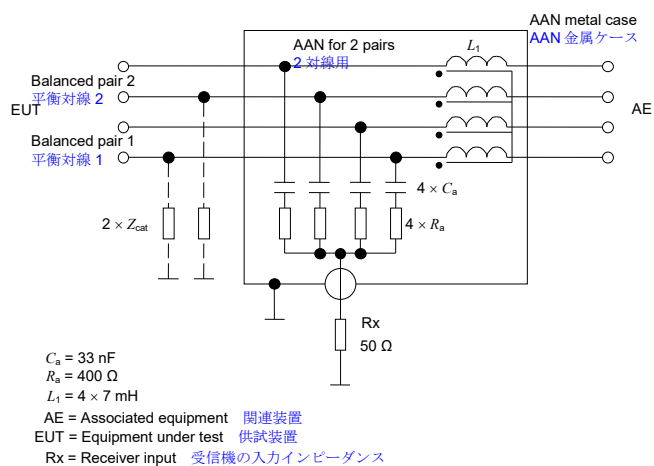 AAN metal case
AAN 金属ケース
AAN for 2 pairs
2 対線用
L1
Balanced pair 2
平衡対線 2
EUT
AE
Balanced pair 1
平衡対線 1
4 × Ca
2 × Zcat
4 × Ra
Rx
50 Ω
Ca = 33 nF
Ra = 400 Ω
L1 = 4 × 7 mH
AE = Associated equipment 関連装置
EUT = Equipment under test 供試装置
Rx = Receiver input 受信機の入力インピーダンス